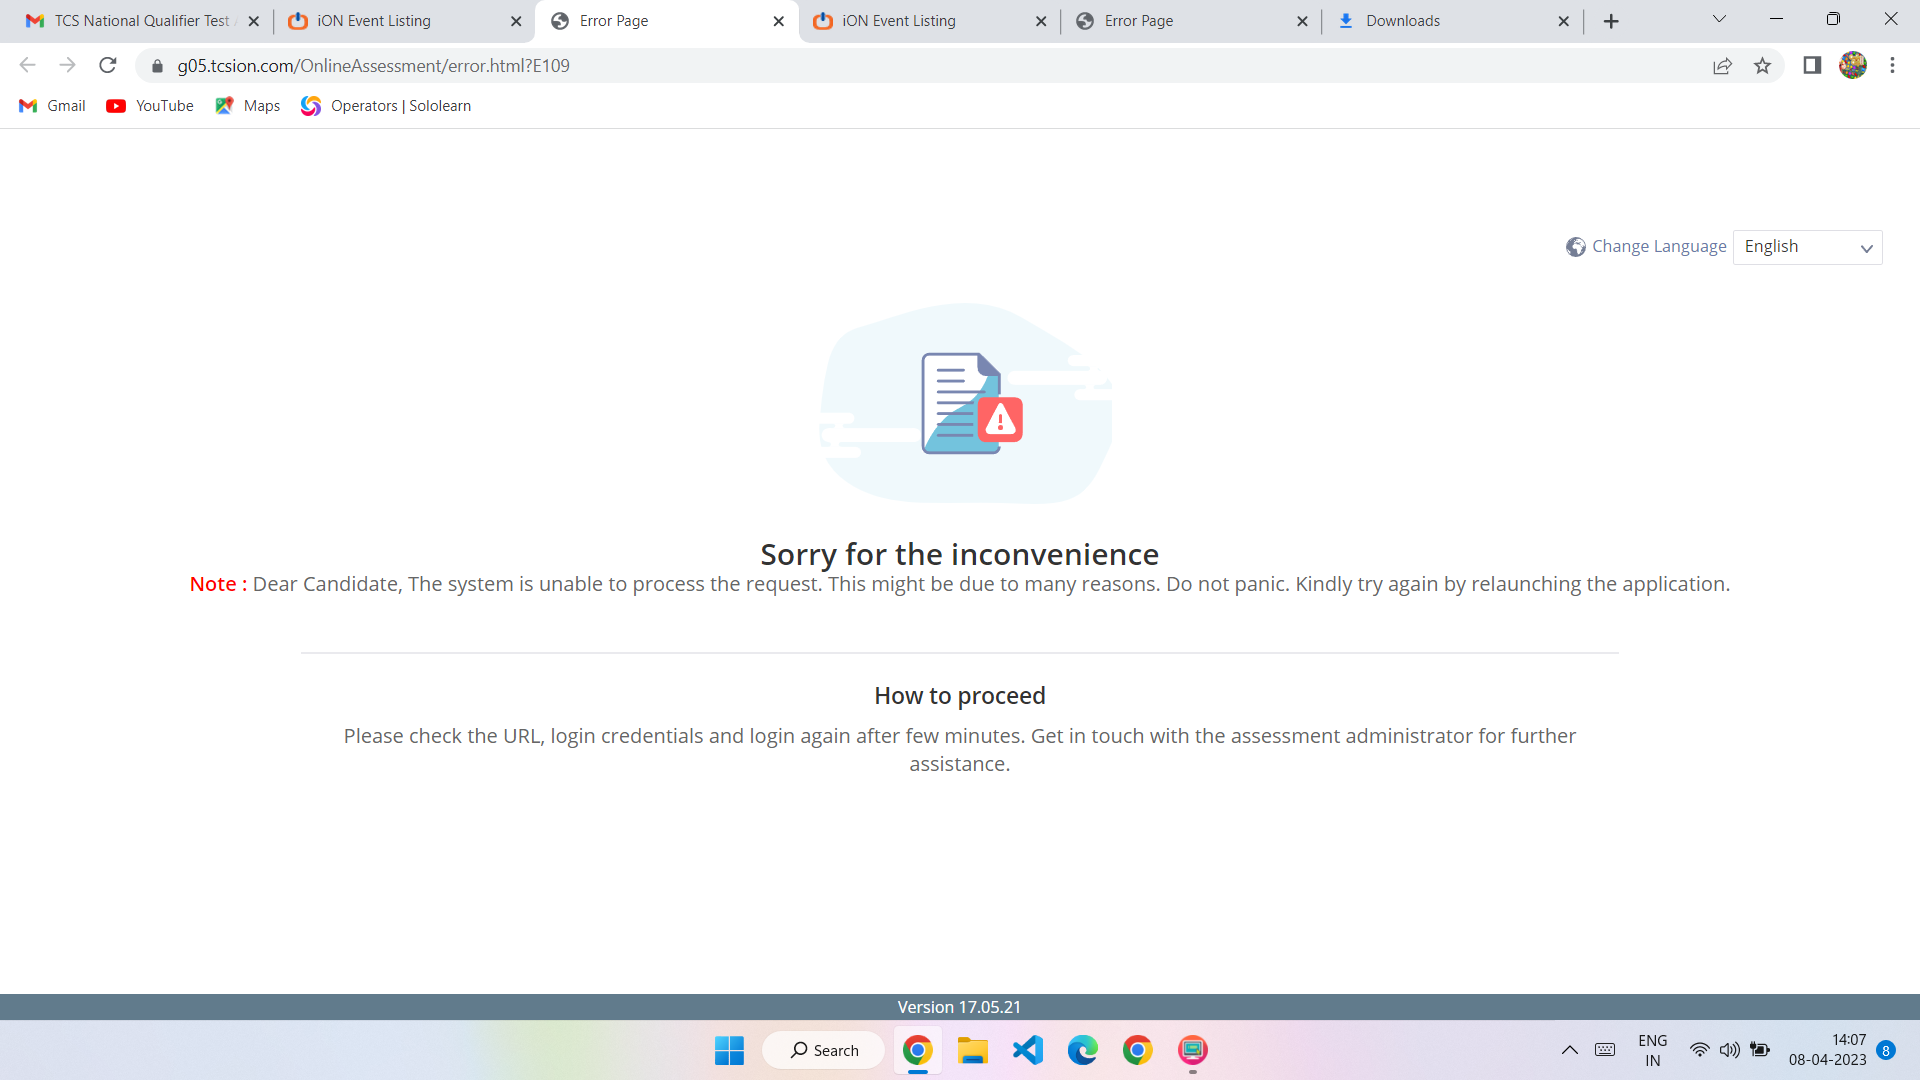 TCS National Qualifier Test
iON Event Listing
Error Page
iON Event Listing
Error Page
Downloads
g05.tcsion.com/OnlineAssessment/error.html?E109
Gmail
YouTube
Maps
Operators | Sololearn
Change Language
English
Sorry for the inconvenience
Note : Dear Candidate, The system is unable to process the request. This might be due to many reasons. Do not panic. Kindly try again by relaunching the application.
How to proceed
Please check the URL, login credentials and login again after few minutes. Get in touch with the assessment administrator for further
assistance.
Version 17.05.21
Search
ENG
IN
14:07
08-04-2023
8